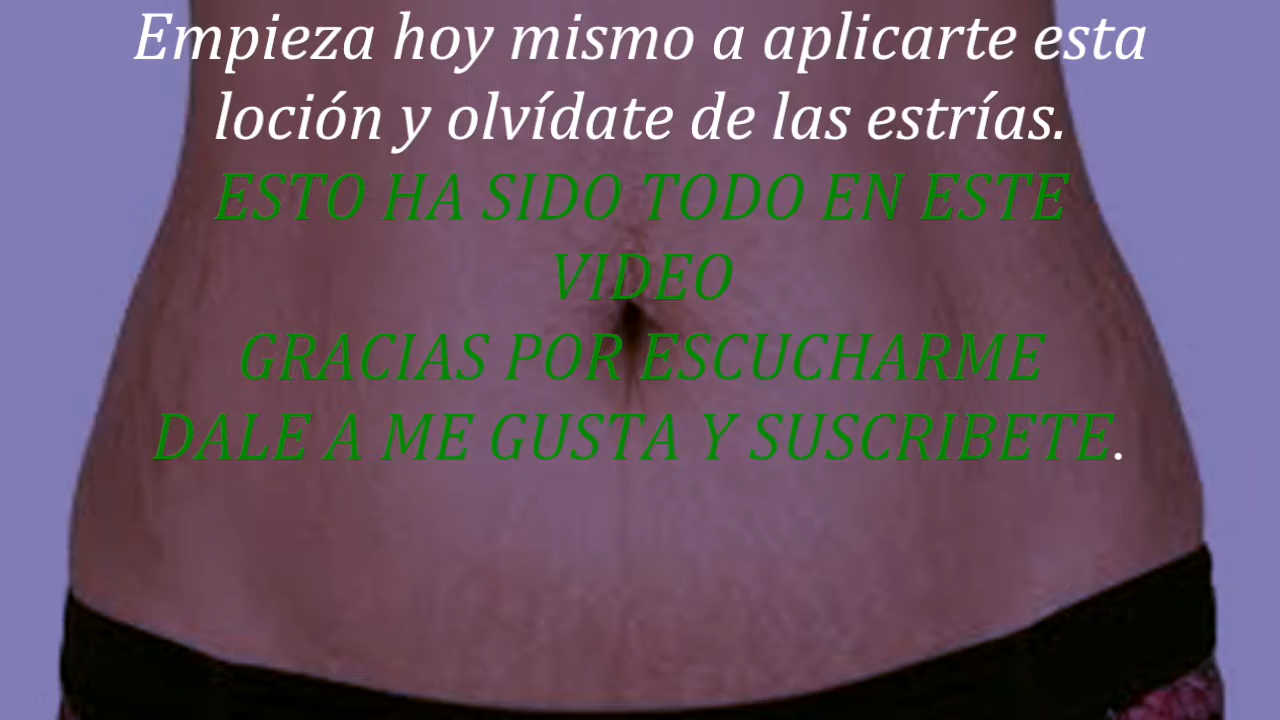 Empieza hoy mismo a aplicarte esta
loción y olvídate de las estrías.
ESTO HA SIDO TODO EN ESTE
VIDEO
GRACIAS POR ESCUCHARME
DALE A ME GUSTA Y SUSCRIBETE.